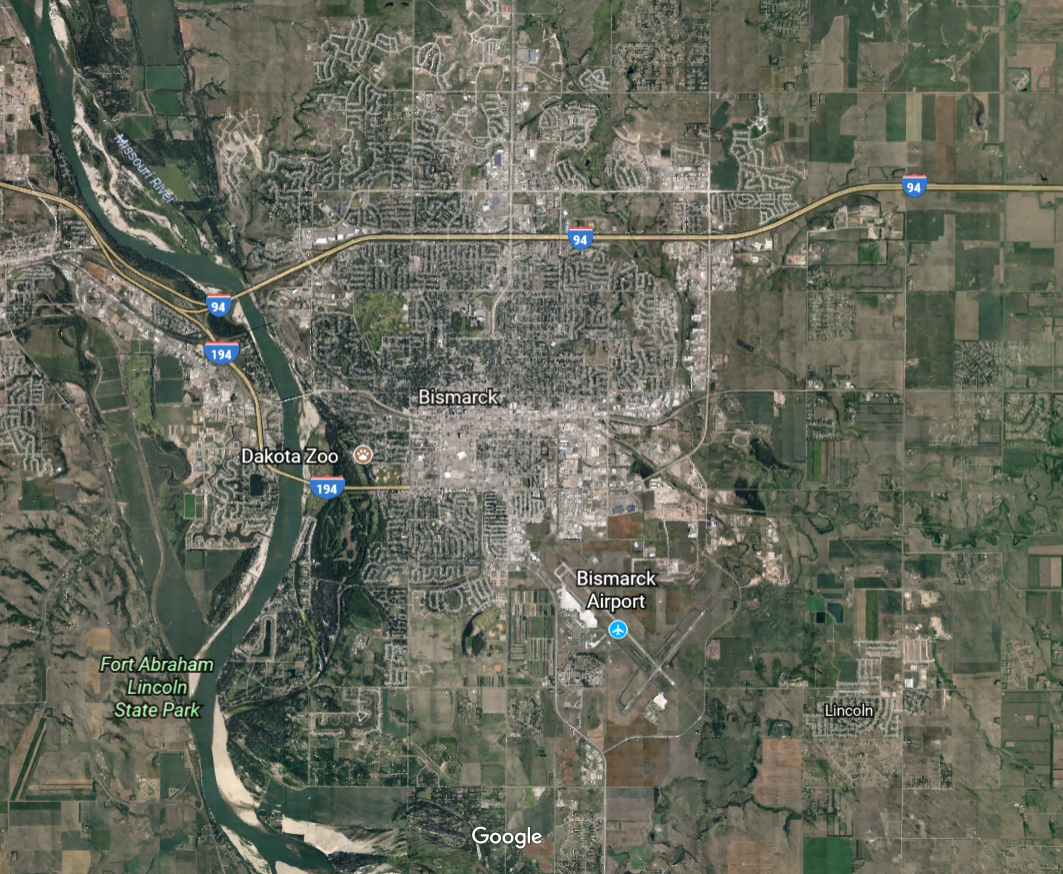 Missouri River
94
94
94
194
Bismarck
Dakota Zoo
194
Bismarck
Airport
Fort Abraham
Lincoln
State Park
Lincoln
Google